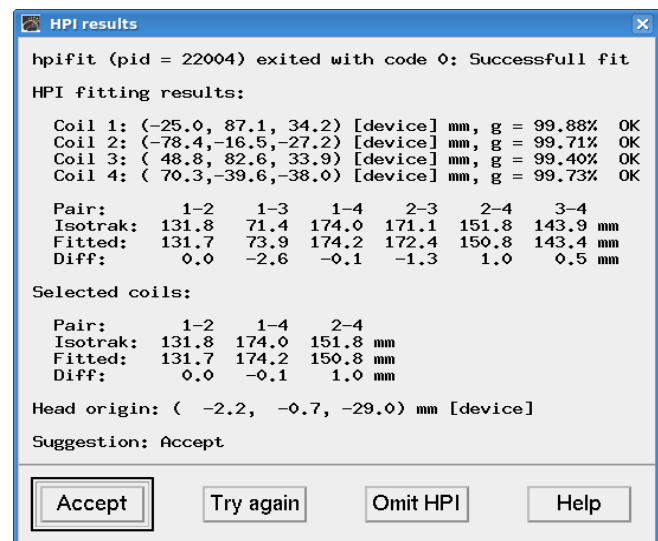 HPI results
hpifit (pid = 22004) exited with code 0: Successfull fit
HPI fitting results:
Coil 1: (-25.0, 87.1, 34.2) [device] mm, g = 99.88% OK
Coil 2: (-78.4,-16.5,-27.2) [device] mm, g = 99.71% OK
Coil 3: ( 48.8, 82.6, 33.9) [device] mm, g = 99.40% OK
Coil 4: ( 70.3,-39.6,-38.0) [device] mm, g = 99.73% OK
Pair: 1-2 1-3 1-4 2-3 2-4 3-4
Isotrak: 131.8 71.4 174.0 171.1 151.8 143.9 mm
Fitted: 131.7 73.9 174.2 172.4 150.8 143.4 mm
Diff: 0.0 -2.6 -0.1 -1.3 1.0 0.5 mm
Selected coils:
Pair: 1-2 1-4 2-4
Isotrak: 131.8 174.0 151.8 mm
Fitted: 131.7 174.2 150.8 mm
Diff: 0.0 -0.1 1.0 mm
Head origin: ( -2.2, -0.7, -29.0) mm [device]
Suggestion: Accept
Accept Try again Omit HPI Help